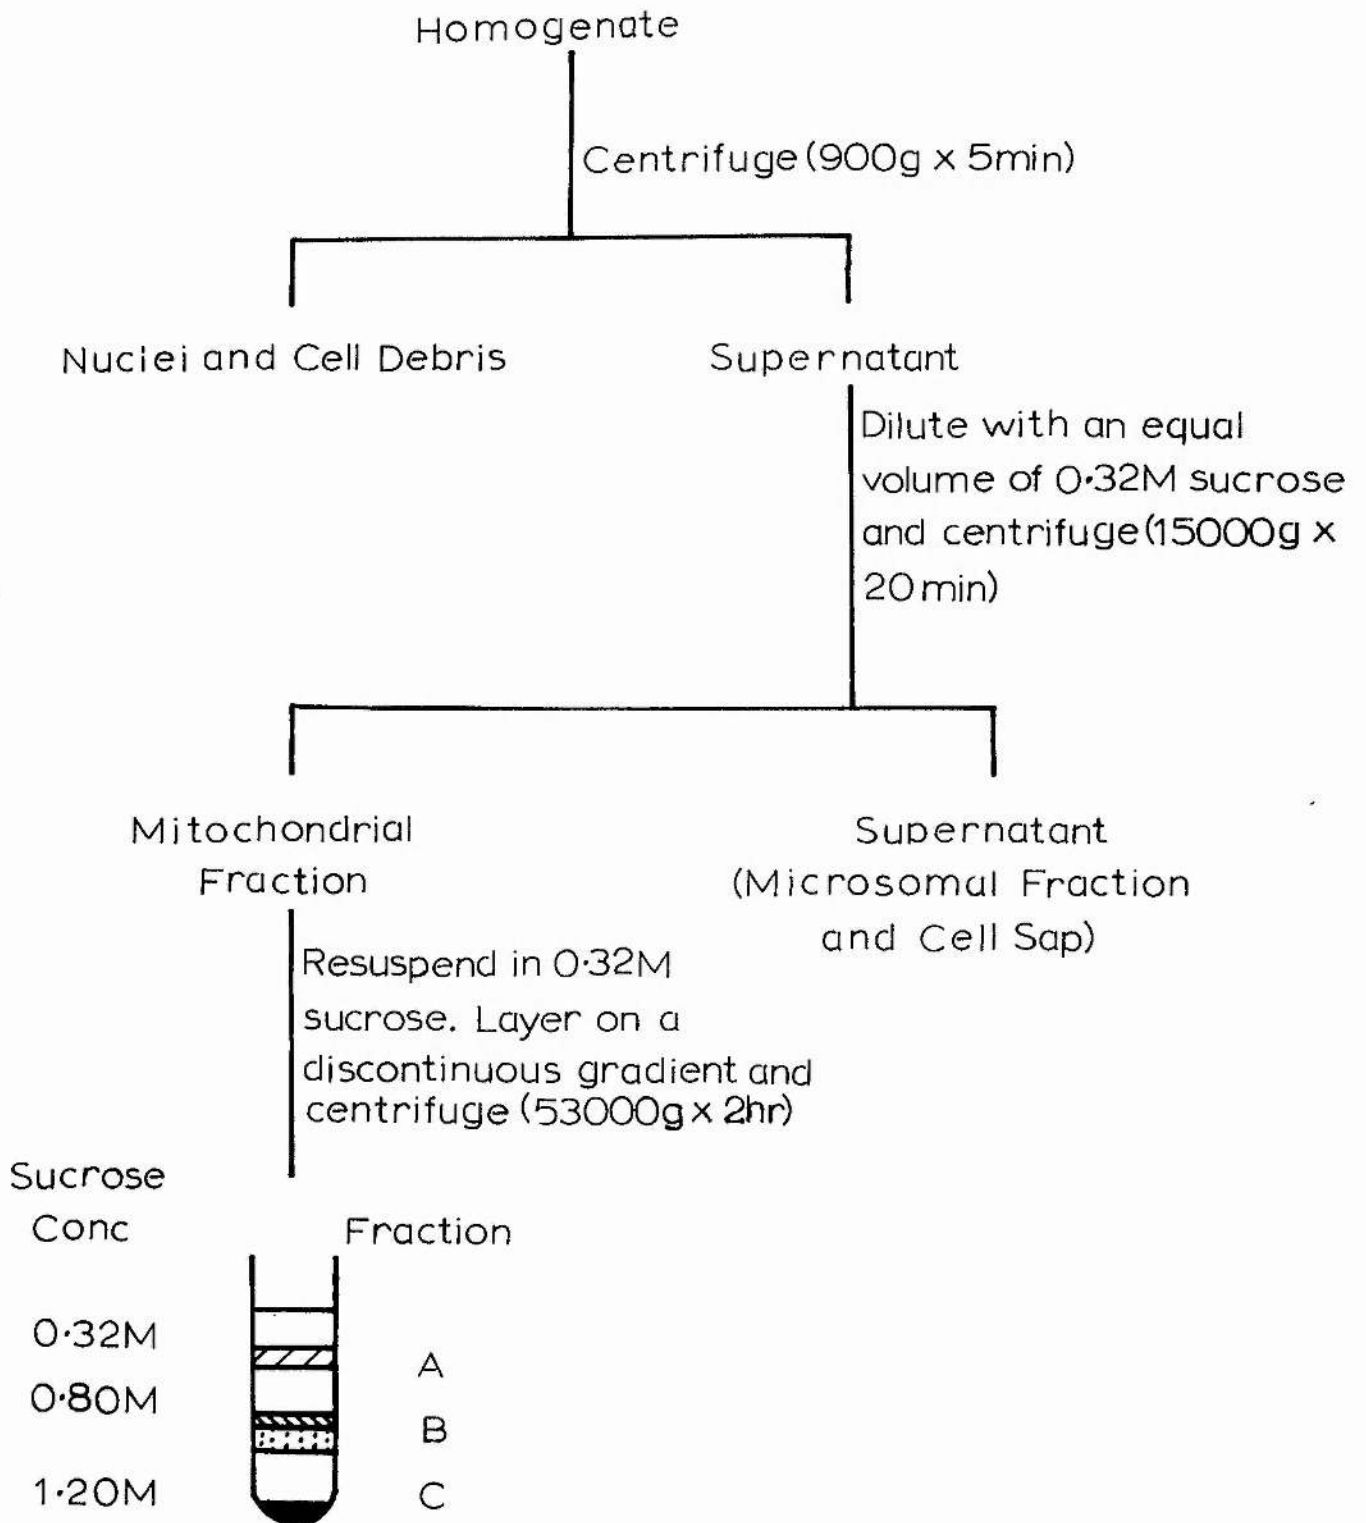 Homogenate
Centrifuge (900g x 5min)
Nuclei and Cell Debris
Supernatant
Dilute with an equal
volume of 0·32M sucrose
and centrifuge (15000g x
20 min)
Mitochondrial
Fraction
Supernatant
(Microsomal Fraction
and Cell Sap)
Resuspend in 0·32M
sucrose. Layer on a
discontinuous gradient and
centrifuge (53000g x 2hr)
Sucrose
Conc
Fraction
0·32M
A
0·80M
B
1·20M
C